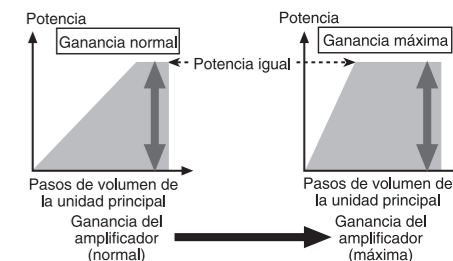 Potencia
Ganancia normal
Potencia
Ganancia máxima
Potencia igual
Pasos de volumen de
la unidad principal
Pasos de volumen de
la unidad principal
Ganancia del
amplificador
(normal)
Ganancia del
amplificador
(máxima)